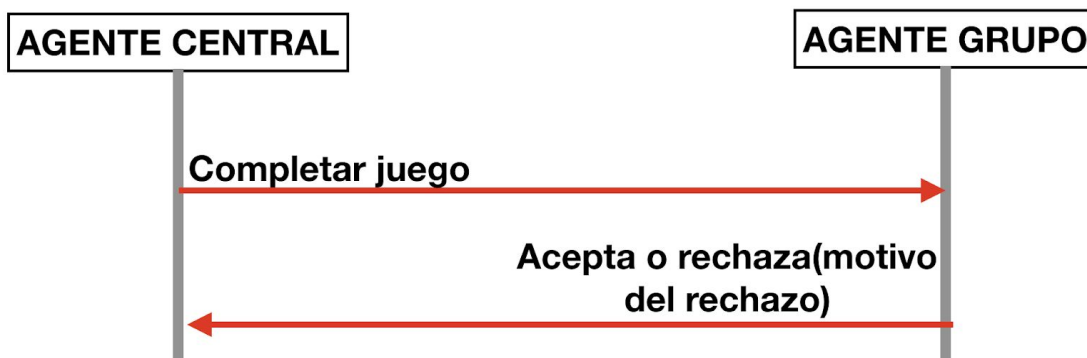 AGENTE CENTRAL
AGENTE GRUPO
Completar juego
Acepta o rechaza(motivo
del rechazo)